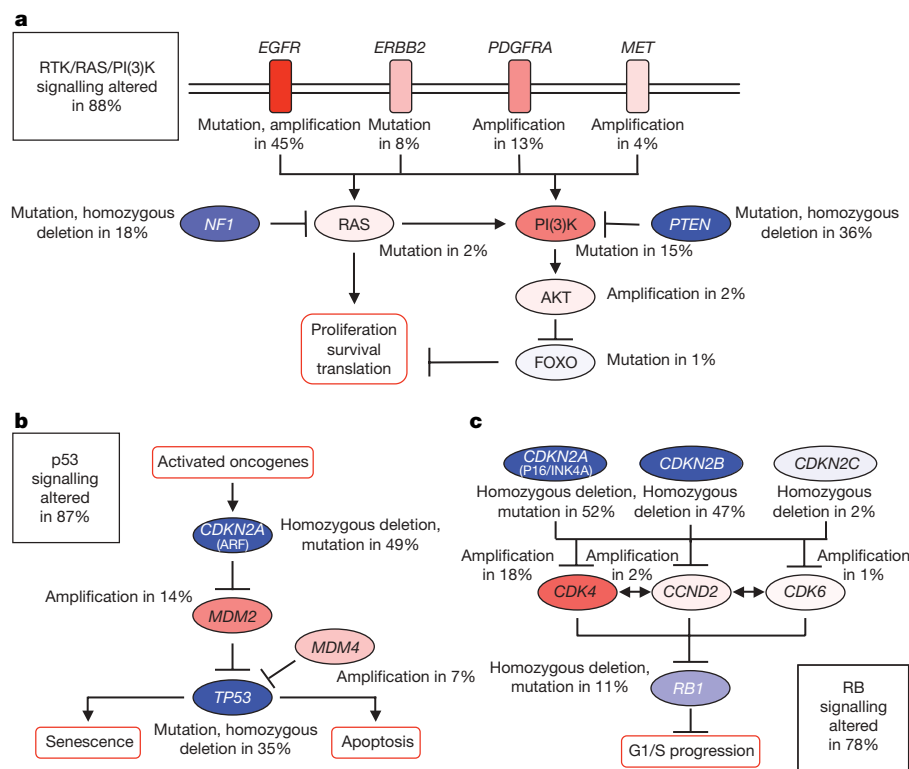 a
RTK/RAS/PI(3)K
signalling altered
in 88%
EGFR
ERBB2
PDGFRA
MET
Mutation, amplification
in 45%
Mutation
in 8%
Amplification
in 13%
Amplification
in 4%
Mutation, homozygous
deletion in 18%
NF1
RAS
PI(3)K
PTEN
Mutation, homozygous
deletion in 36%
Mutation in 2%
Mutation in 15%
AKT
Amplification in 2%
Proliferation
survival
translation
FOXO
Mutation in 1%
b
p53
signalling
altered
in 87%
Activated oncogenes
CDKN2A
(ARF)
Homozygous deletion,
mutation in 49%
Amplification in 14%
MDM2
MDM4
Amplification in 7%
TP53
Senescence
Mutation, homozygous
deletion in 35%
Apoptosis
c
CDKN2A
(P16/INK4A)
CDKN2B
CDKN2C
Homozygous deletion,
mutation in 52%
Homozygous
deletion in 47%
Homozygous
deletion in 2%
Amplification
in 18%
Amplification
in 2%
Amplification
in 1%
CDK4
CCND2
CDK6
Homozygous deletion,
mutation in 11%
RB1
G1/S progression
RB
signalling
altered
in 78%